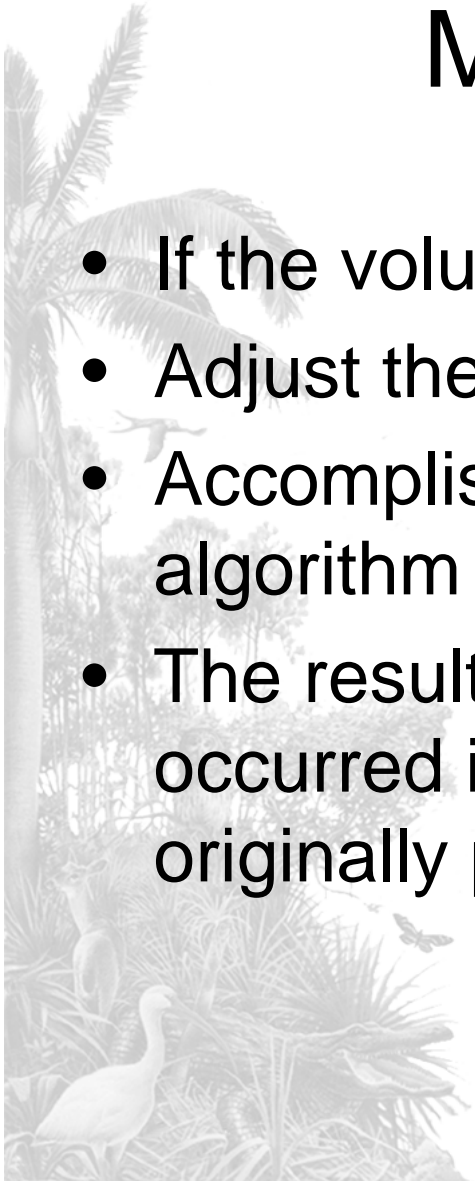 M
• If the volu
• Adjust the
• Accomplis
algorithm
• The result
occurred i
originally p